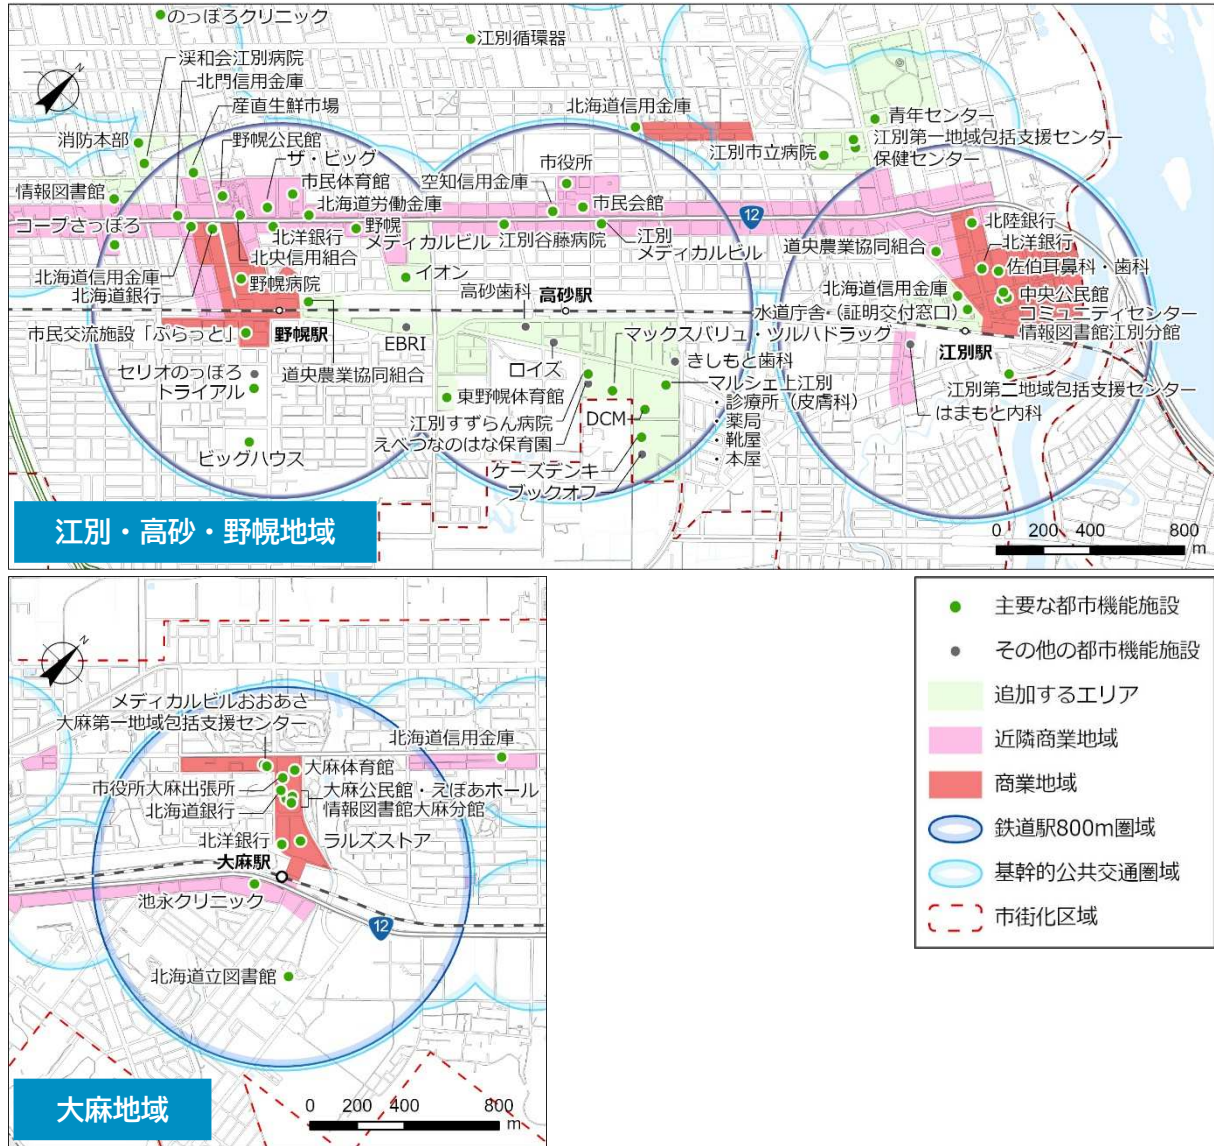 のっぽろクリニック
江別循環器
渓和会江別病院
北門信用金庫
産直生鮮市場
北海道信用金庫
青年センター
消防本部
野幌公民館
江別第一地域包括支援センター
江別市立病院
保健センター
ザ・ビッグ
市役所
情報図書館
市民体育館
空知信用金庫
北海道労働金庫
市民会館
コープさっぽろ
野幌
メディカルビル
北洋銀行
江別谷藤病院
江別
メディカルビル
12
北陸銀行
道央農業協同組合
北洋銀行
北央信用組合
北海道信用金庫
北海道銀行
野幌病院
イオン
佐伯耳鼻科・歯科
高砂歯科
高砂駅
北海道信用金庫
中央公民館
水道庁舎・(証明交付窓口)
コミュニティセンター
市民交流施設「ぷらっと」
野幌駅
EBRI
マックスバリュ・ツルハドラッグ
情報図書館江別分館
江別駅
道央農業協同組合
ロイズ
きしもと歯科
セリオのっぽろ
トライアル
東野幌体育館
マルシェ上江別
・診療所（皮膚科）
・薬局
・靴屋
・本屋
江別第二地域包括支援センター
はまもと内科
江別すずらん病院
DCM
えべつなのはな保育園
ビッグハウス
ケーズデンキ
ブックオフ
江別・高砂・野幌地域
0 200 400 800
m
N
N
メディカルビルおおあさ
大麻第一地域包括支援センター
北海道信用金庫
大麻体育館
市役所大麻出張所
大麻公民館・えぽあホール
北海道銀行
情報図書館大麻分館
北洋銀行
ラルズストア
大麻駅
池永クリニック
12
北海道立図書館
大麻地域
0 200 400 800
m
主要な都市機能施設
その他の都市機能施設
追加するエリア
近隣商業地域
商業地域
鉄道駅800m圏域
基幹的公共交通圏域
市街化区域